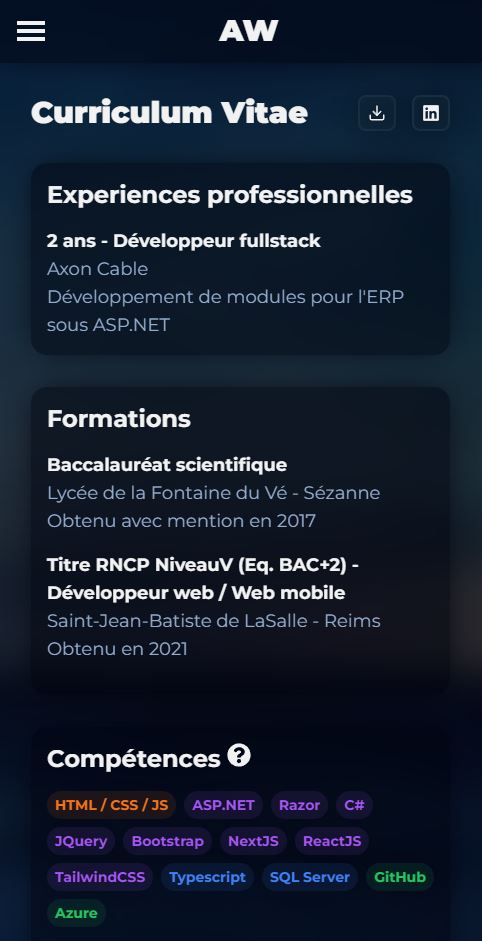 AW
Curriculum Vitae
Experiences professionnelles
2 ans - Développeur fullstack
Axon Cable
Développement de modules pour l'ERP
sous ASP.NET
Formations
Baccalauréat scientifique
Lycée de la Fontaine du Vé - Sézanne
Obtenu avec mention en 2017
Titre RNCP NiveauV (Eq. BAC+2) -
Développeur web / Web mobile
Saint-Jean-Batiste de LaSalle - Reims
Obtenu en 2021
Compétences ?
HTML / CSS / JS ASP.NET Razor C#
JQuery Bootstrap NextJS ReactJS
TailwindCSS Typescript SQL Server GitHub
Azure